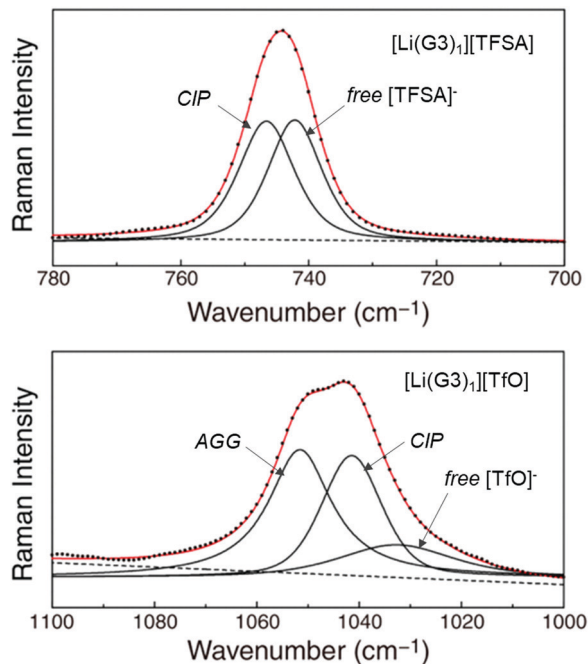 [Li(G3)₁][TFSA]
CIP
free [TFSA]⁻
Raman Intensity
780 760 740 720 700
Wavenumber (cm⁻¹)
[Li(G3)₁][TfO]
AGG
CIP
free [TfO]⁻
Raman Intensity
1100 1080 1060 1040 1020 1000
Wavenumber (cm⁻¹)